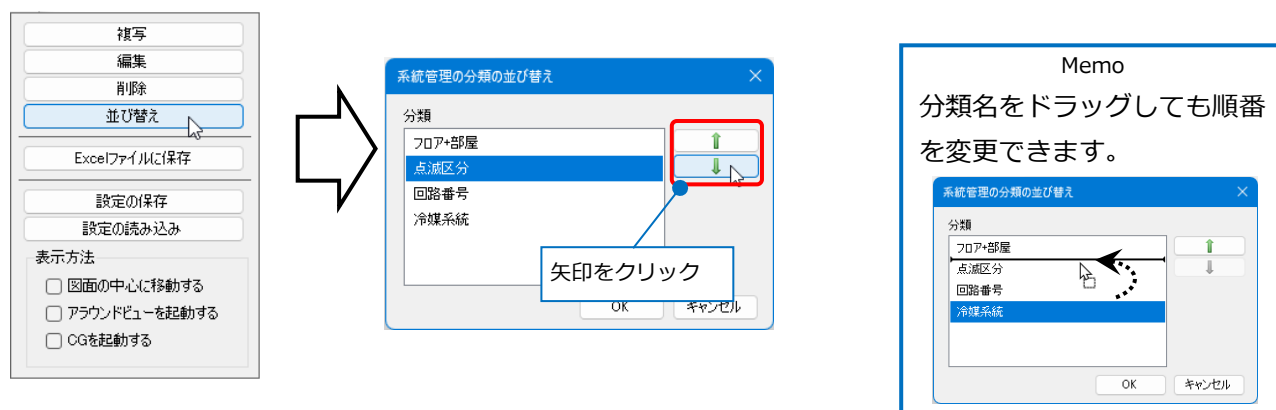 複写
編集
削除
並び替え
Excelファイルに保存
設定の保存
設定の読み込み
表示方法
図面の中心に移動する
アラウンドビューを起動する
CGを起動する
系統管理の分類の並び替え
分類
フロア+部屋
点滅区分
回路番号
冷媒系統
矢印をクリック
OK
キャンセル
Memo
分類名をドラッグしても順番
を変更できます。
系統管理の分類の並び替え
分類
フロア+部屋
点滅区分
回路番号
冷媒系統
OK
キャンセル